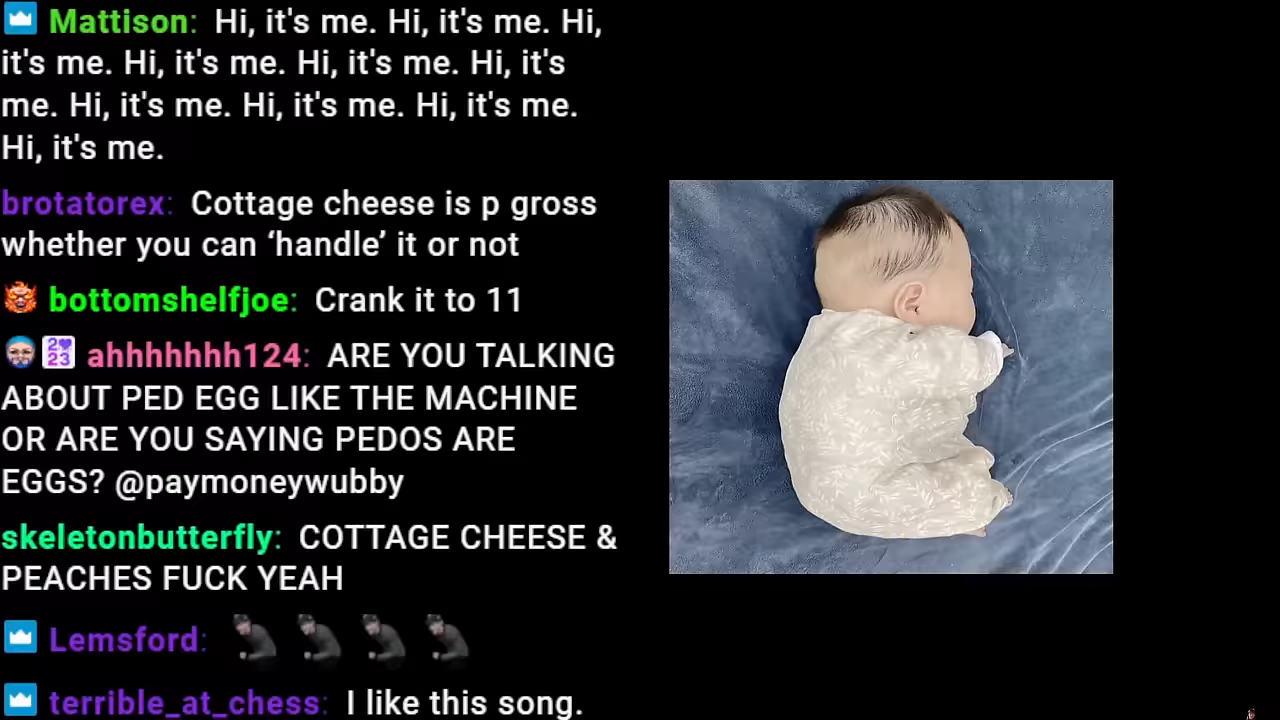 Mattison: Hi, it's me. Hi, it's me. Hi,
it's me. Hi, it's me. Hi, it's me. Hi, it's
me. Hi, it's me. Hi, it's me. Hi, it's me.
Hi, it's me.
brotatorex: Cottage cheese is p gross
whether you can ‘handle’ it or not
bottomshelfjoe: Crank it to 11
2 23 ahhhhhhh124: ARE YOU TALKING
ABOUT PED EGG LIKE THE MACHINE
OR ARE YOU SAYING PEDOS ARE
EGGS? @paymoneywubby
skeletonbutterfly: COTTAGE CHEESE &
PEACHES FUCK YEAH
Lemsford:
terrible_at_chess: I like this song.